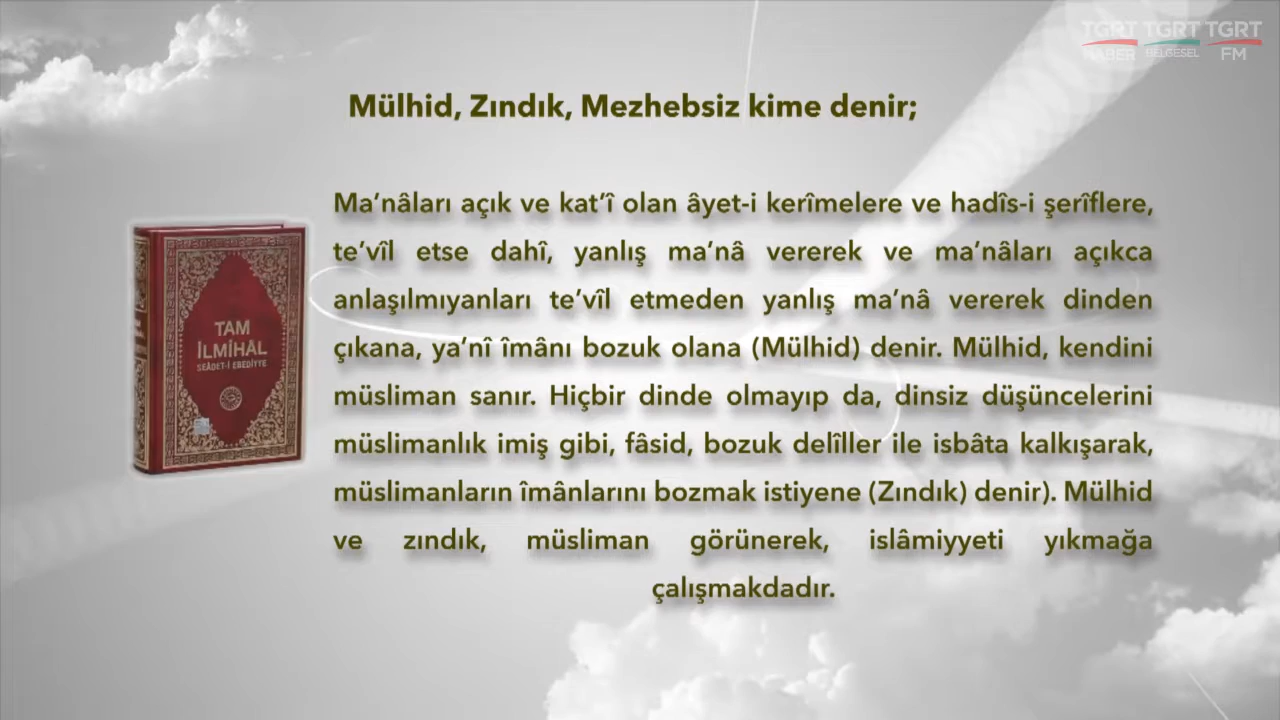 TGRT TGRT TGRT
HABER BELGESEL FM
Mülhid, Zındık, Mezhebsiz kime denir;
Ma’nâları açık ve kat’î olan âyet-i kerîmelere ve hadîs-i şerîflere,
te’vîl etse dahî, yanlış ma’nâ vererek ve ma’nâları açıkca
anlaşılmıyanları te’vîl etmeden yanlış ma’nâ vererek dinden
çıkana, ya’nî îmânı bozuk olana (Mülhid) denir. Mülhid, kendini
müsliman sanır. Hiçbir dinde olmayıp da, dinsiz düşüncelerini
müslimanlık imiş gibi, fâsid, bozuk delîller ile isbâta kalkışarak,
müslimanların îmânlarını bozmak istiyene (Zındık) denir). Mülhid
ve zındık, müsliman görünerek, islâmiyyeti yıkmağa
çalışmakdadır.
TAM
İLMİHÂL
SEÂDET-İ EBEDİYYE